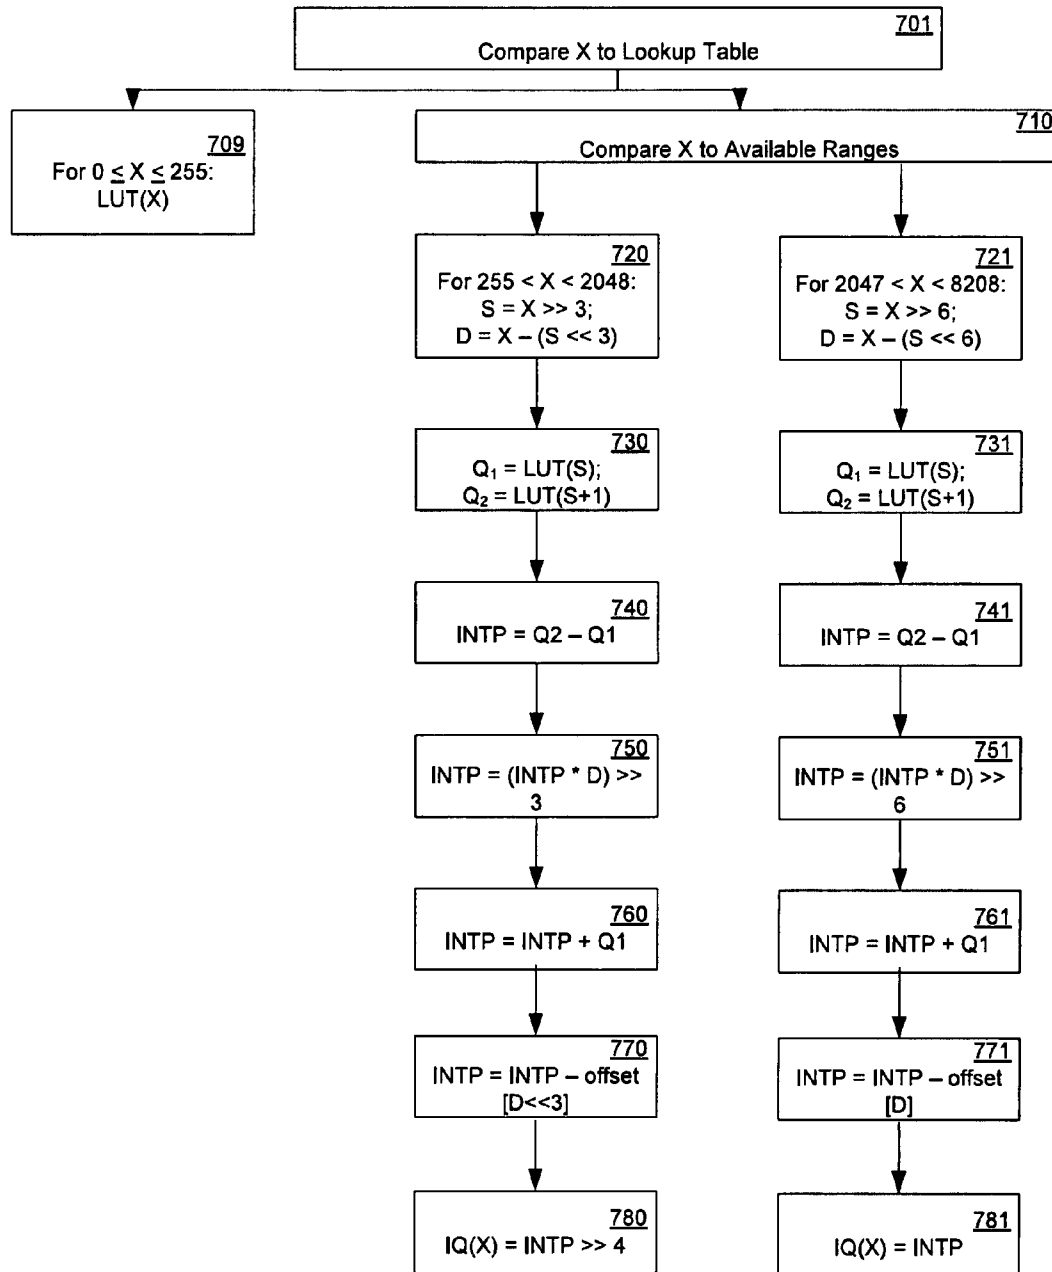 701
Compare X to Lookup Table
709
For 0 ≤ X ≤ 255:
LUT(X)
710
Compare X to Available Ranges
720
For 255 < X < 2048:
S = X >> 3;
D = X – (S << 3)
721
For 2047 < X < 8208:
S = X >> 6;
D = X – (S << 6)
730
Q₁ = LUT(S);
Q₂ = LUT(S+1)
731
Q₁ = LUT(S);
Q₂ = LUT(S+1)
740
INTP = Q2 – Q1
741
INTP = Q2 – Q1
750
INTP = (INTP * D) >>
3
751
INTP = (INTP * D) >>
6
760
INTP = INTP + Q1
761
INTP = INTP + Q1
770
INTP = INTP – offset
[D<<3]
771
INTP = INTP – offset
[D]
780
IQ(X) = INTP >> 4
781
IQ(X) = INTP